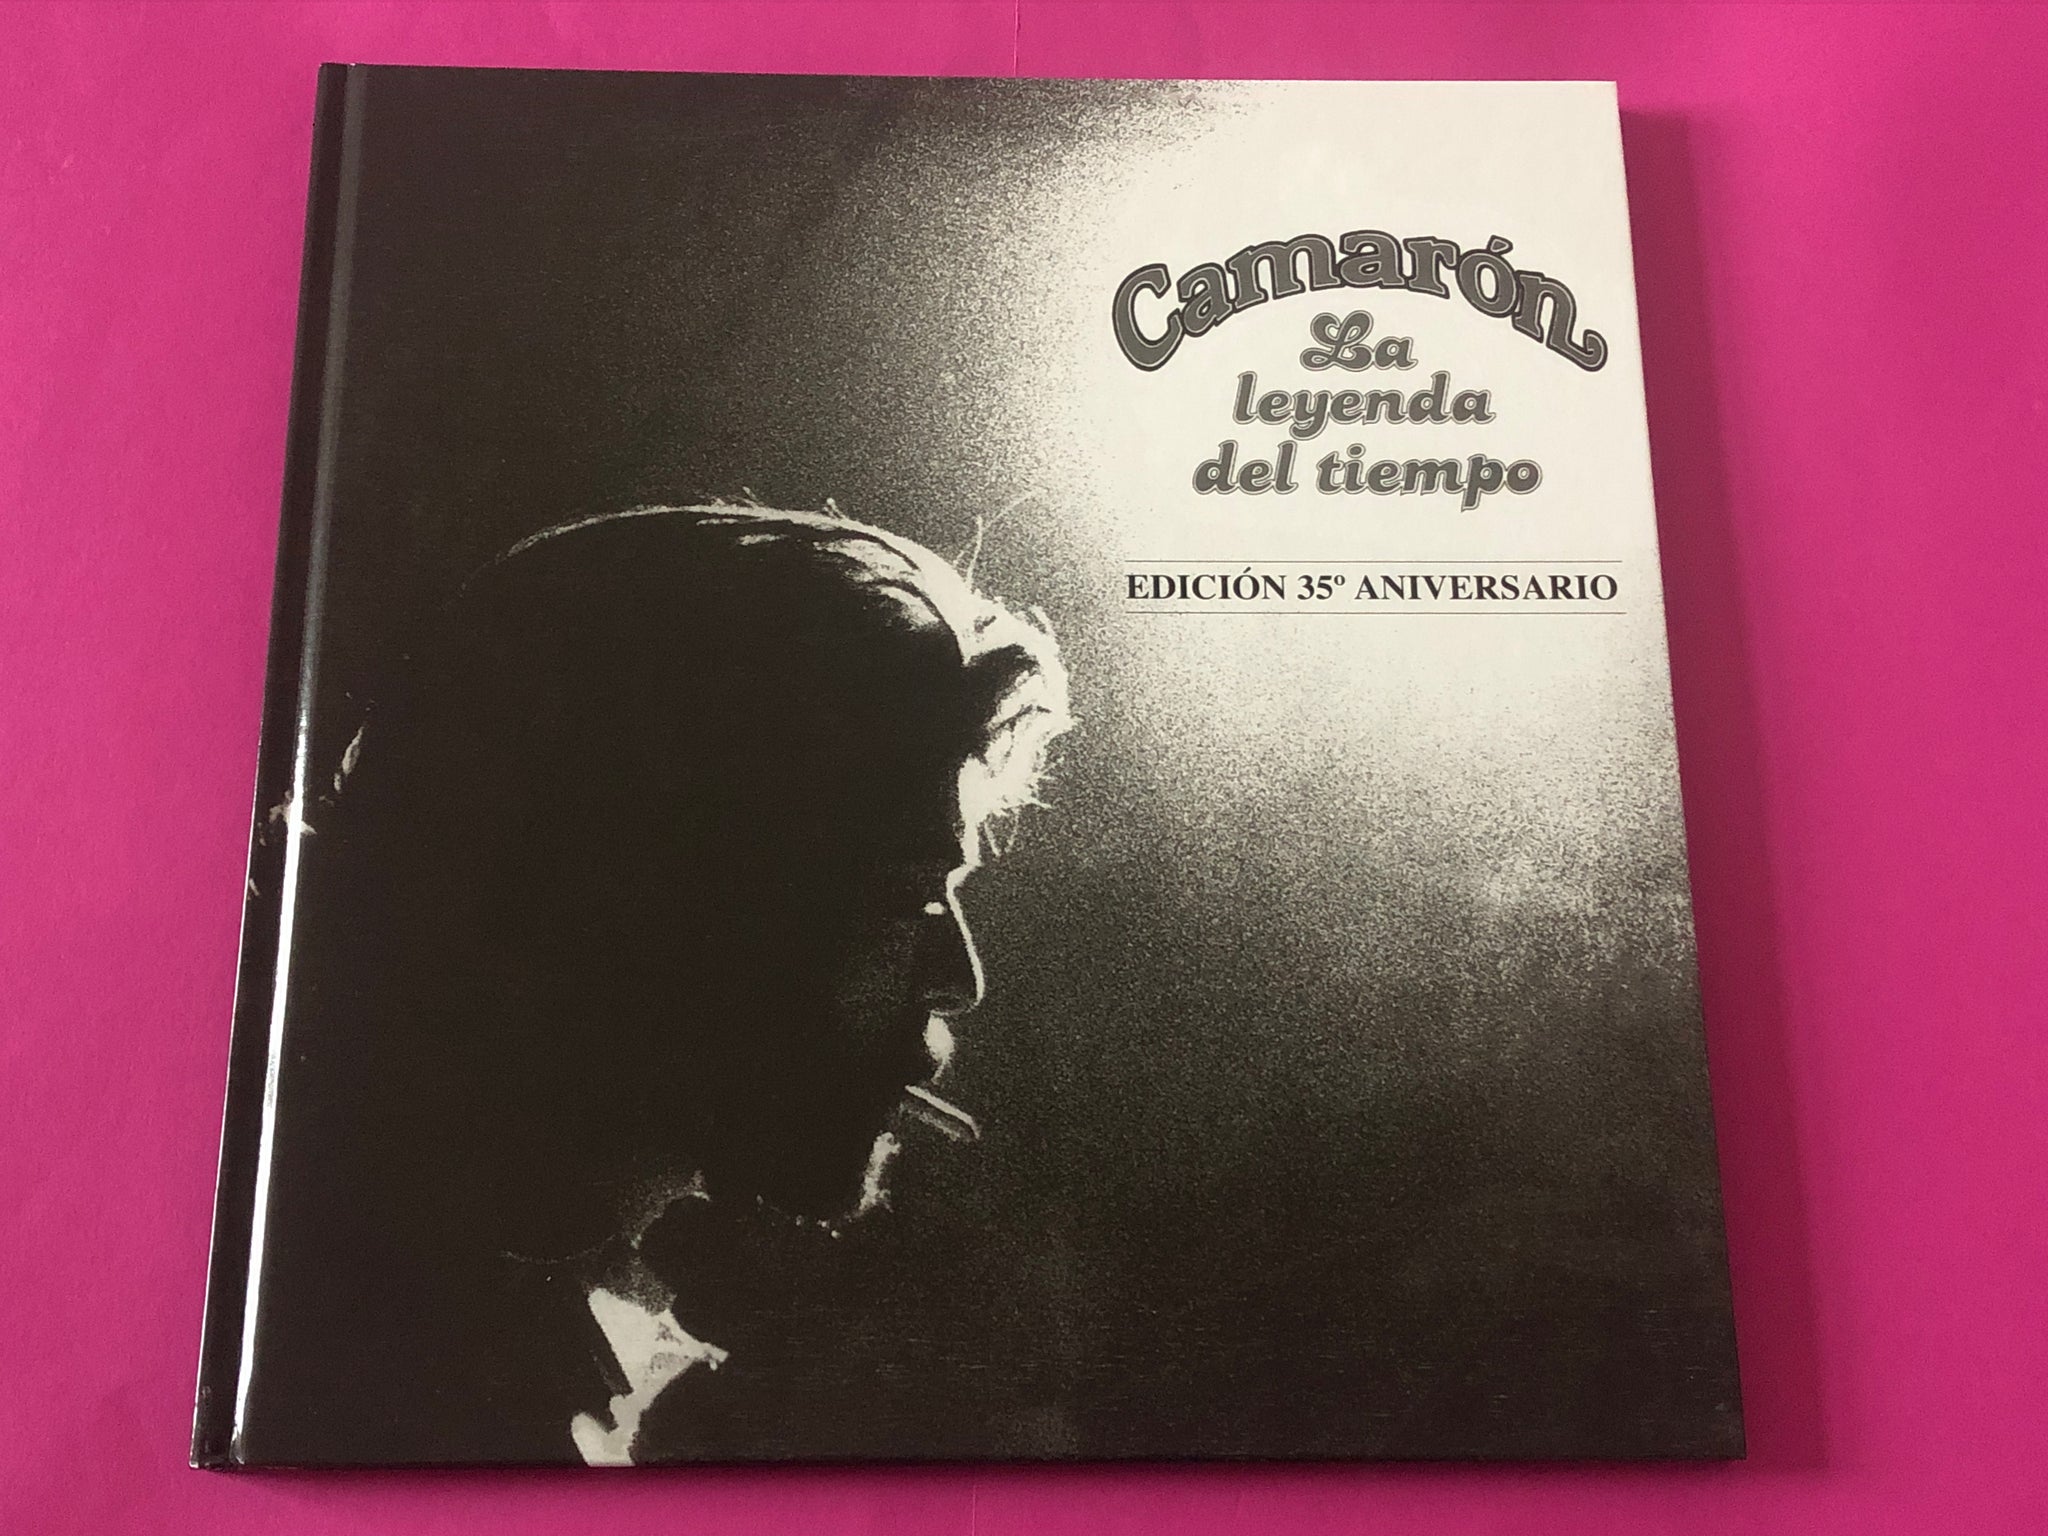 Camarón
La
leyenda
del tiempo
EDICIÓN 35º ANIVERSARIO